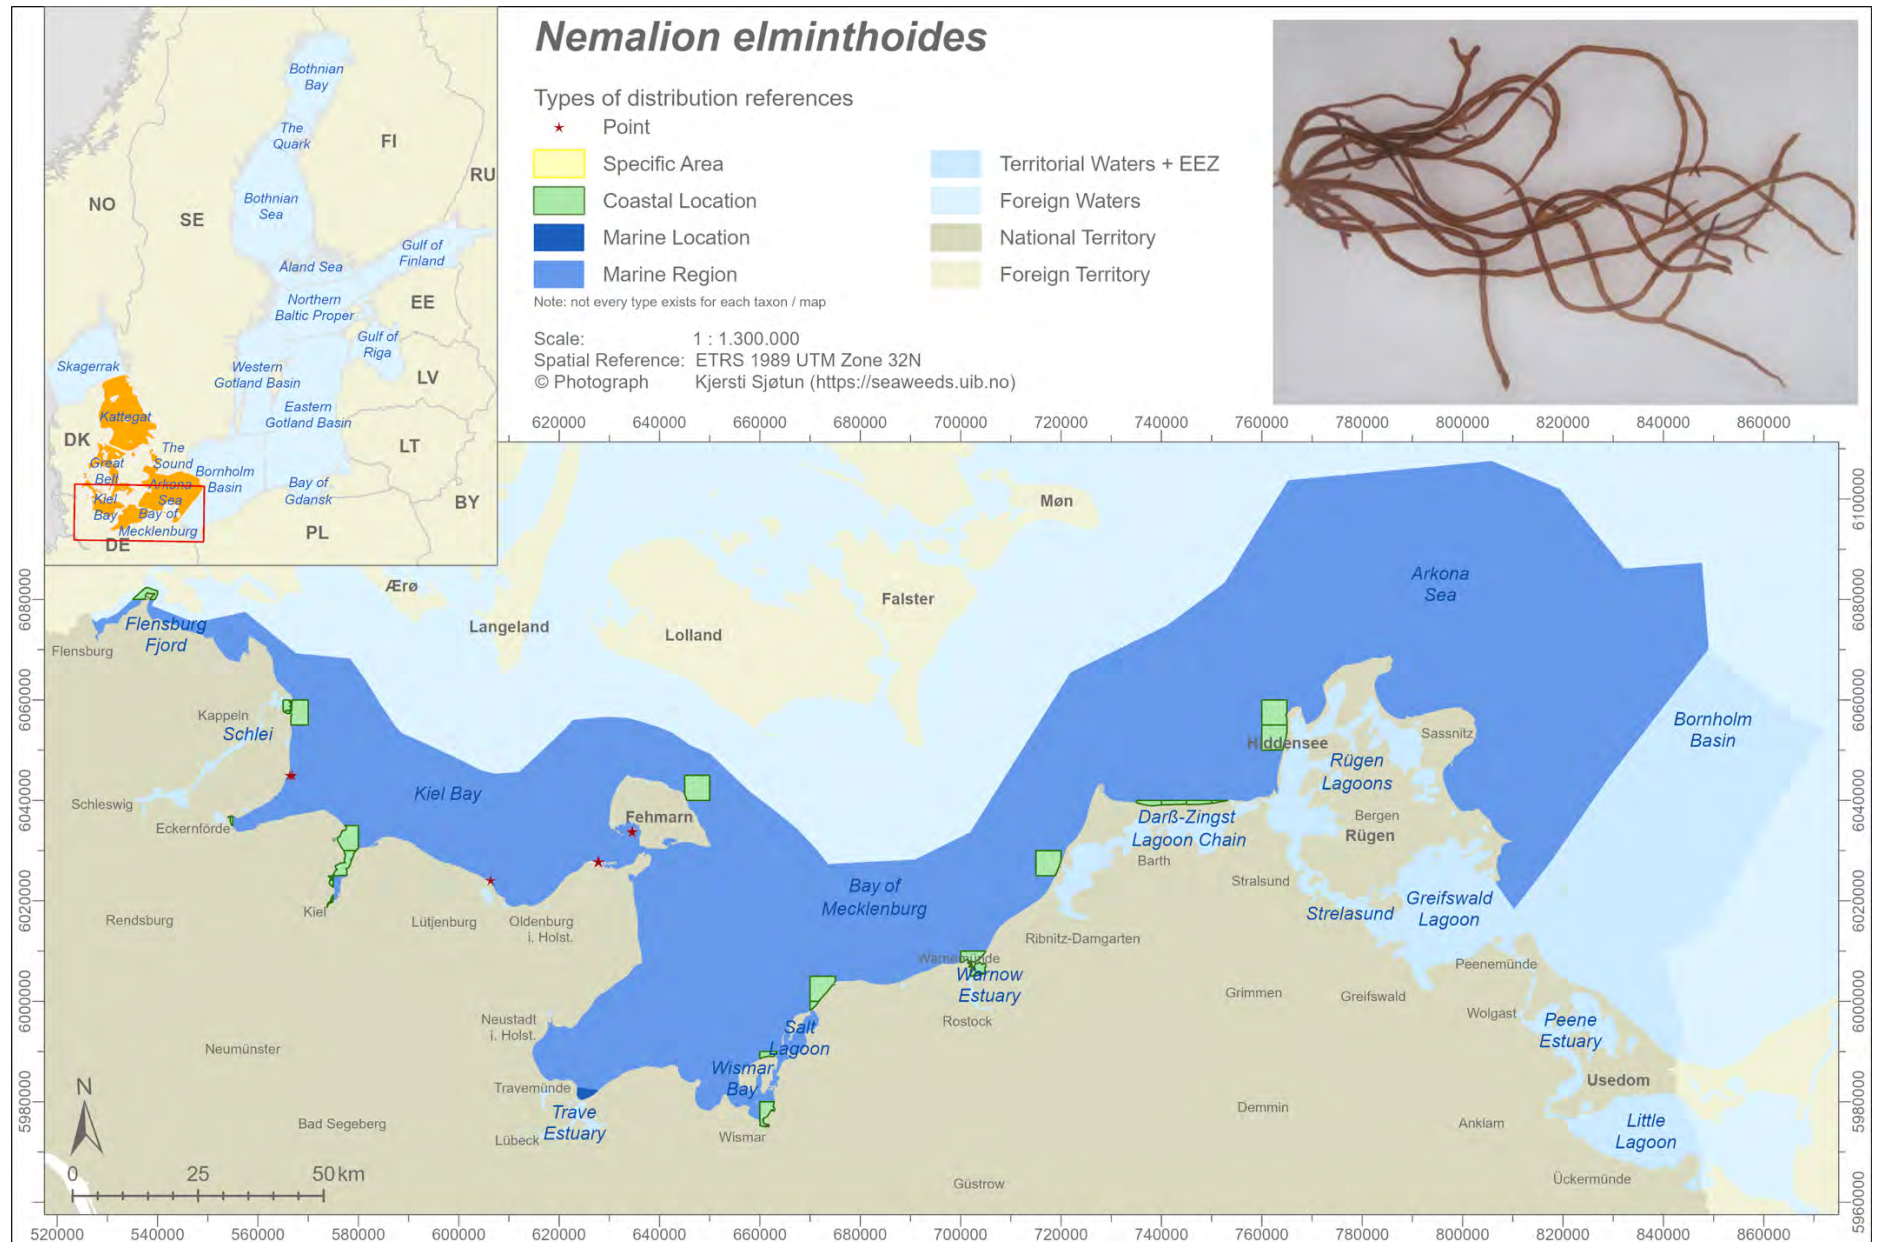 Nemalion elminthoides
Types of distribution references
Point
Specific Area
Coastal Location
Marine Location
Marine Region
Territorial Waters + EEZ
Foreign Waters
National Territory
Foreign Territory
Note: not every type exists for each taxon / map
Scale: 1 : 1.300.000
Spatial Reference: ETRS 1989 UTM Zone 32N
© Photograph Kjersti Sjøtun (https://seaweeds.uib.no)
Bothnian
Bay
The
Quark
FI
RU
NO
SE
Bothnian
Sea
Gulf of
Finland
Åland Sea
Northern
Baltic Proper
EE
Gulf of
Riga
Skagerrak
Western
Gotland Basin
LV
Eastern
Gotland Basin
Kattegat
DK
The
Sound
LT
Great
Belt
Bornholm
Basin
Arkona
Sea
Kiel
Bay
Bay of
Mecklenburg
Bay of
Gdansk
BY
PL
DE
620000 640000 660000 680000 700000 720000 740000 760000 780000 800000 820000 840000 860000
6100000
6080000
6060000
6040000
6020000
6000000
5980000
5960000
6080000
6060000
6040000
6020000
6000000
5980000
Møn
Ærø
Langeland
Lolland
Falster
Arkona
Sea
Flensburg
Fjord
Flensburg
Kappeln
Schlei
Schleswig
Eckernförde
Kiel Bay
Fehmarn
Hiddensee
Sassnitz
Rügen
Lagoons
Bornholm
Basin
Bergen
Rügen
Darß-Zingst
Lagoon Chain
Barth
Stralsund
Strelasund
Greifswald
Lagoon
Bay of
Mecklenburg
Rendsburg
Kiel
Lütjenburg
Oldenburg
i. Holst.
Ribnitz-Damgarten
Warnemünde
Warnow
Estuary
Rostock
Grimmen
Greifswald
Peenemünde
Wolgast
Peene
Estuary
Usedom
Neustadt
i. Holst.
Neumünster
Salt
Lagoon
Wismar
Bay
Travemünde
Trave
Estuary
Lübeck
Wismar
Bad Segeberg
Demmin
Anklam
Little
Lagoon
Güstrow
Ückermünde
N
0 25 50 km
520000 540000 560000 580000 600000 620000 640000 660000 680000 700000 720000 740000 760000 780000 800000 820000 840000 860000